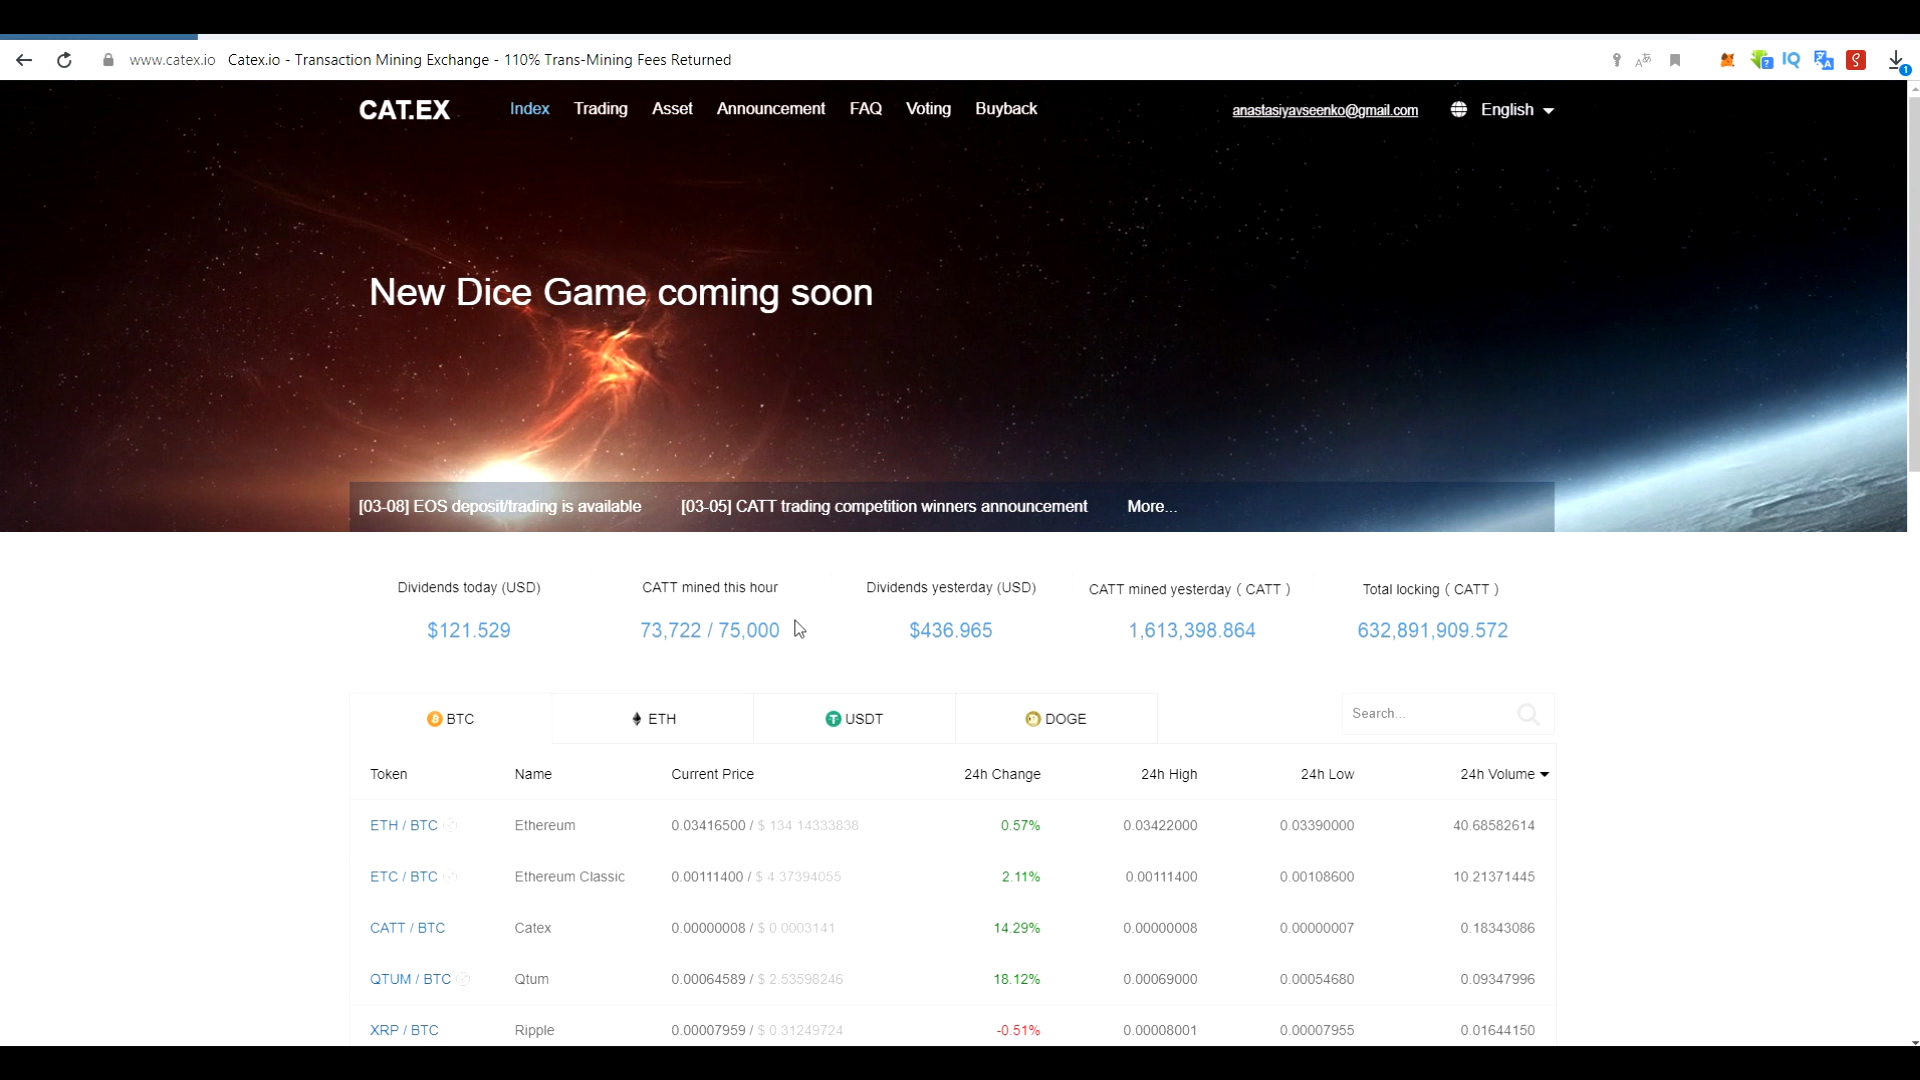 www.catex.io Catex.io - Transaction Mining Exchange - 110% Trans-Mining Fees Returned
CAT.EX Index Trading Asset Announcement FAQ Voting Buyback anastasiyavseenko@gmail.com English
New Dice Game coming soon
[03-08] EOS deposit/trading is available [03-05] CATT trading competition winners announcement More...
Dividends today (USD) CATT mined this hour Dividends yesterday (USD) CATT mined yesterday ( CATT ) Total locking ( CATT )
$121.529 73,722 / 75,000 $436.965 1,613,398.864 632,891,909.572
BTC ETH USDT DOGE Search...
Token Name Current Price 24h Change 24h High 24h Low 24h Volume
ETH / BTC Ethereum 0.03416500 / $ 134.14333838 0.57% 0.03422000 0.03390000 40.68582614
ETC / BTC Ethereum Classic 0.00111400 / $ 4.37394055 2.11% 0.00111400 0.00108600 10.21371445
CATT / BTC Catex 0.00000008 / $ 0.0003141 14.29% 0.00000008 0.00000007 0.18343086
QTUM / BTC Qtum 0.00064589 / $ 2.53598246 18.12% 0.00069000 0.00054680 0.09347996
XRP / BTC Ripple 0.00007959 / $ 0.31249724 -0.51% 0.00008001 0.00007955 0.01644150